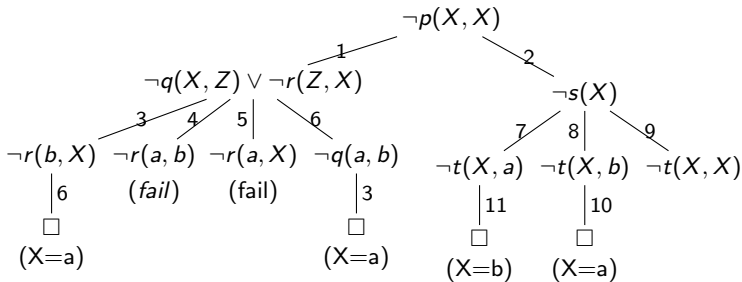 ¬p(X, X)
1 2
¬q(X, Z) ∨ ¬r(Z, X) ¬s(X)
3 4 5 6 7 8 9
¬r(b, X) ¬r(a, b) ¬r(a, X) ¬q(a, b) ¬t(X, a) ¬t(X, b) ¬t(X, X)
(fail) (fail)
6 3 11 10
□ □ □ □
(X=a) (X=a) (X=b) (X=a)